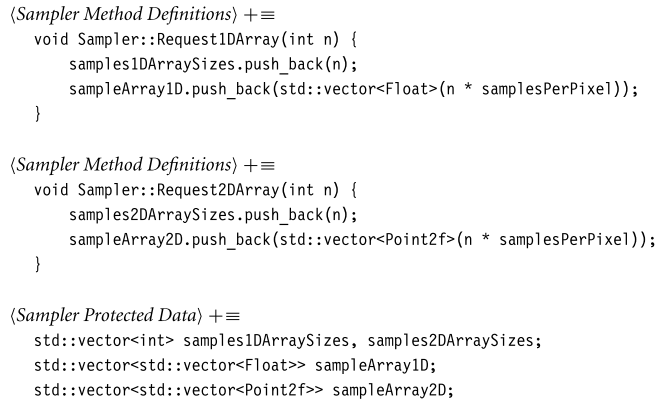 ⟨Sampler Method Definitions⟩ +≡
void Sampler::Request1DArray(int n) {
samples1DArraySizes.push_back(n);
sampleArray1D.push_back(std::vector<Float>(n * samplesPerPixel));
}
⟨Sampler Method Definitions⟩ +≡
void Sampler::Request2DArray(int n) {
samples2DArraySizes.push_back(n);
sampleArray2D.push_back(std::vector<Point2f>(n * samplesPerPixel));
}
⟨Sampler Protected Data⟩ +≡
std::vector<int> samples1DArraySizes, samples2DArraySizes;
std::vector<std::vector<Float>> sampleArray1D;
std::vector<std::vector<Point2f>> sampleArray2D;